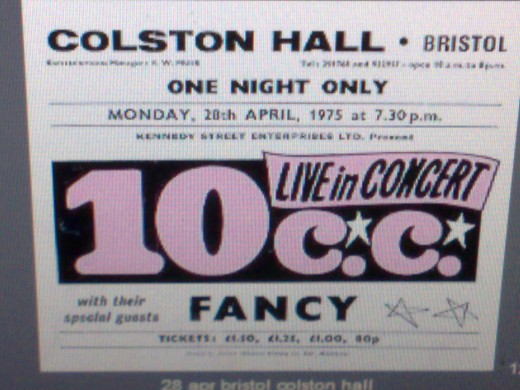 COLSTON HALL • BRISTOL
ONE NIGHT ONLY
MONDAY, 28th APRIL, 1975 at 7.30 p.m.
KENNEDY STREET ENTERPRISES LTD. Present
LIVE in CONCERT
10 C.C.
with their
special guests
FANCY
TICKETS: £1.50, £1.25, £1.00, 80p
28 apr bristol colston hall